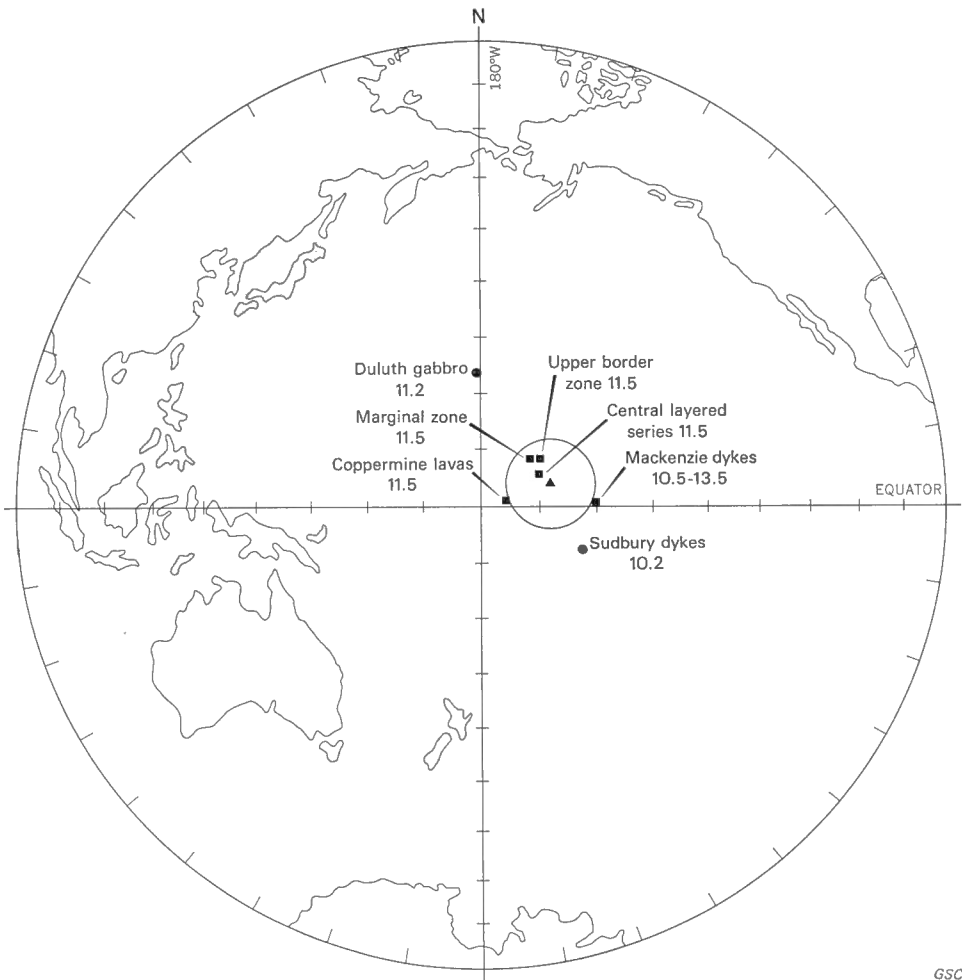 N
180°W
Duluth gabbro
11.2
Upper border
zone 11.5
Marginal zone
11.5
Central layered
series 11.5
Coppermine lavas
11.5
Mackenzie dykes
10.5-13.5
EQUATOR
Sudbury dykes
10.2
GSC